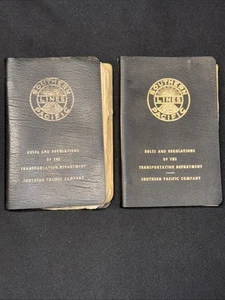 SOUTHERN
LINES
PACIFIC
RULES AND REGULATIONS
OF THE
TRANSPORTATION DEPARTMENT
SOUTHERN PACIFIC COMPANY
SOUTHERN
LINES
PACIFIC
RULES AND REGULATIONS
OF THE
TRANSPORTATION DEPARTMENT
SOUTHERN PACIFIC COMPANY